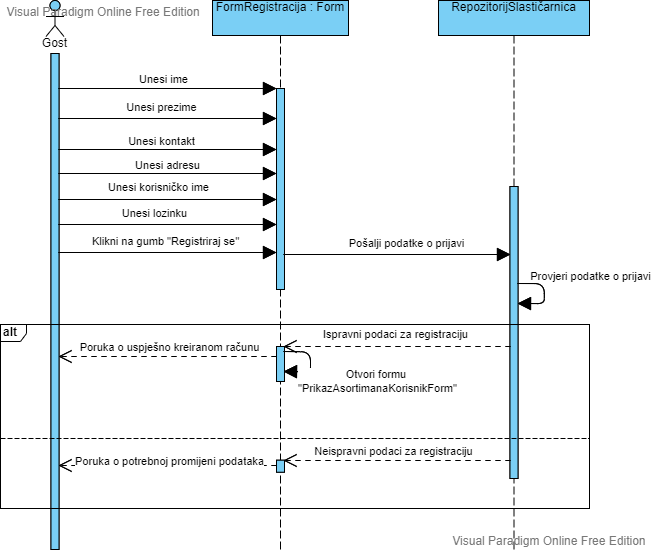 Visual Paradigm Online Free Edition
Gost
FormRegistracija : Form
RepozitorijSlastičarnica
Unesi ime
Unesi prezime
Unesi kontakt
Unesi adresu
Unesi korisničko ime
Unesi lozinku
Klikni na gumb "Registriraj se"
Pošalji podatke o prijavi
Provjeri podatke o prijavi
alt
Ispravni podaci za registraciju
Poruka o uspješno kreiranom računu
Otvori formu
"PrikazAsortimanaKorisnikForm"
Neispravni podaci za registraciju
Poruka o potrebnoj promijeni podataka
Visual Paradigm Online Free Edition